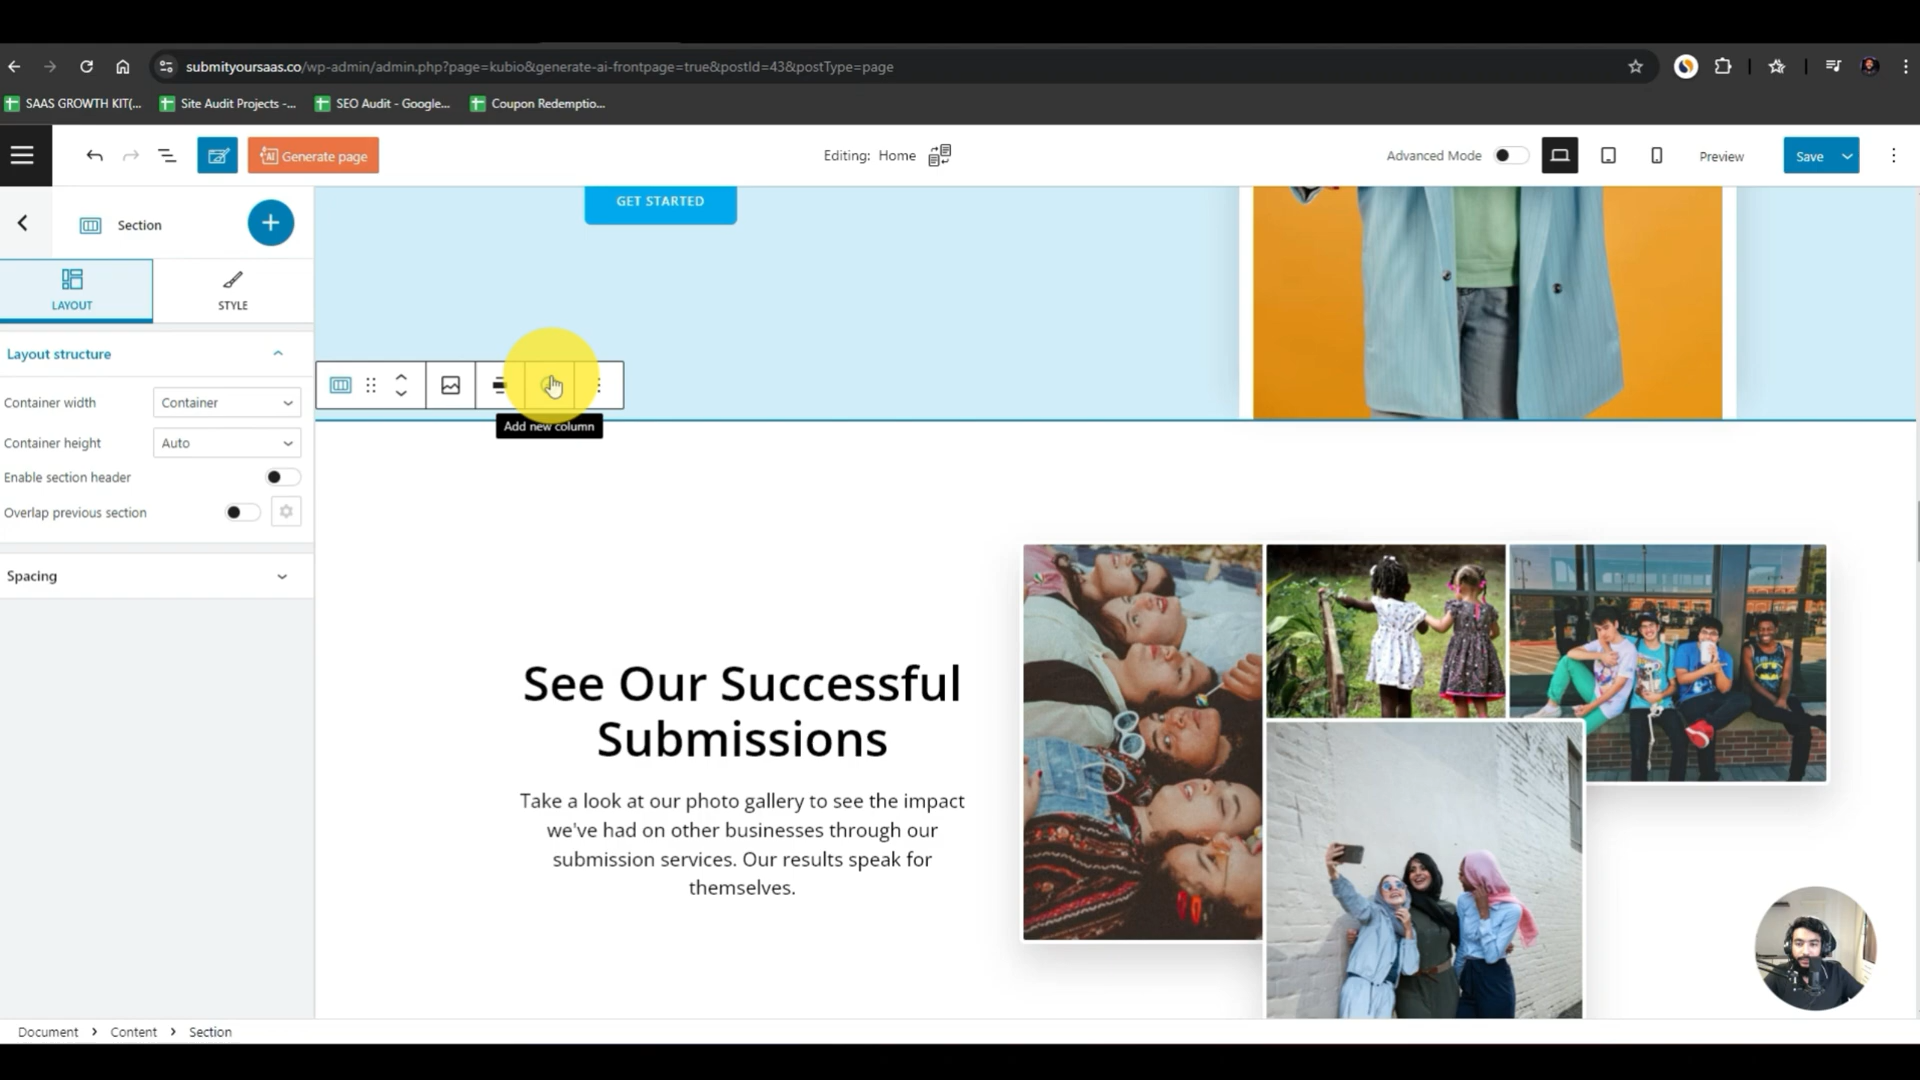 submityoursaas.co/wp-admin/admin.php?page=kubio&generate-ai-frontpage=true&postId=43&postType=page
SAAS GROWTH KIT(...
Site Audit Projects -...
SEO Audit - Google...
Coupon Redemptio...
AI Generate page
Editing: Home
Advanced Mode
Preview
Save
Section
GET STARTED
LAYOUT
STYLE
Layout structure
Container width
Container
Add new column
Container height
Auto
Enable section header
Overlap previous section
Spacing
See Our Successful
Submissions
Take a look at our photo gallery to see the impact
we've had on other businesses through our
submission services. Our results speak for
themselves.
Document
Content
Section